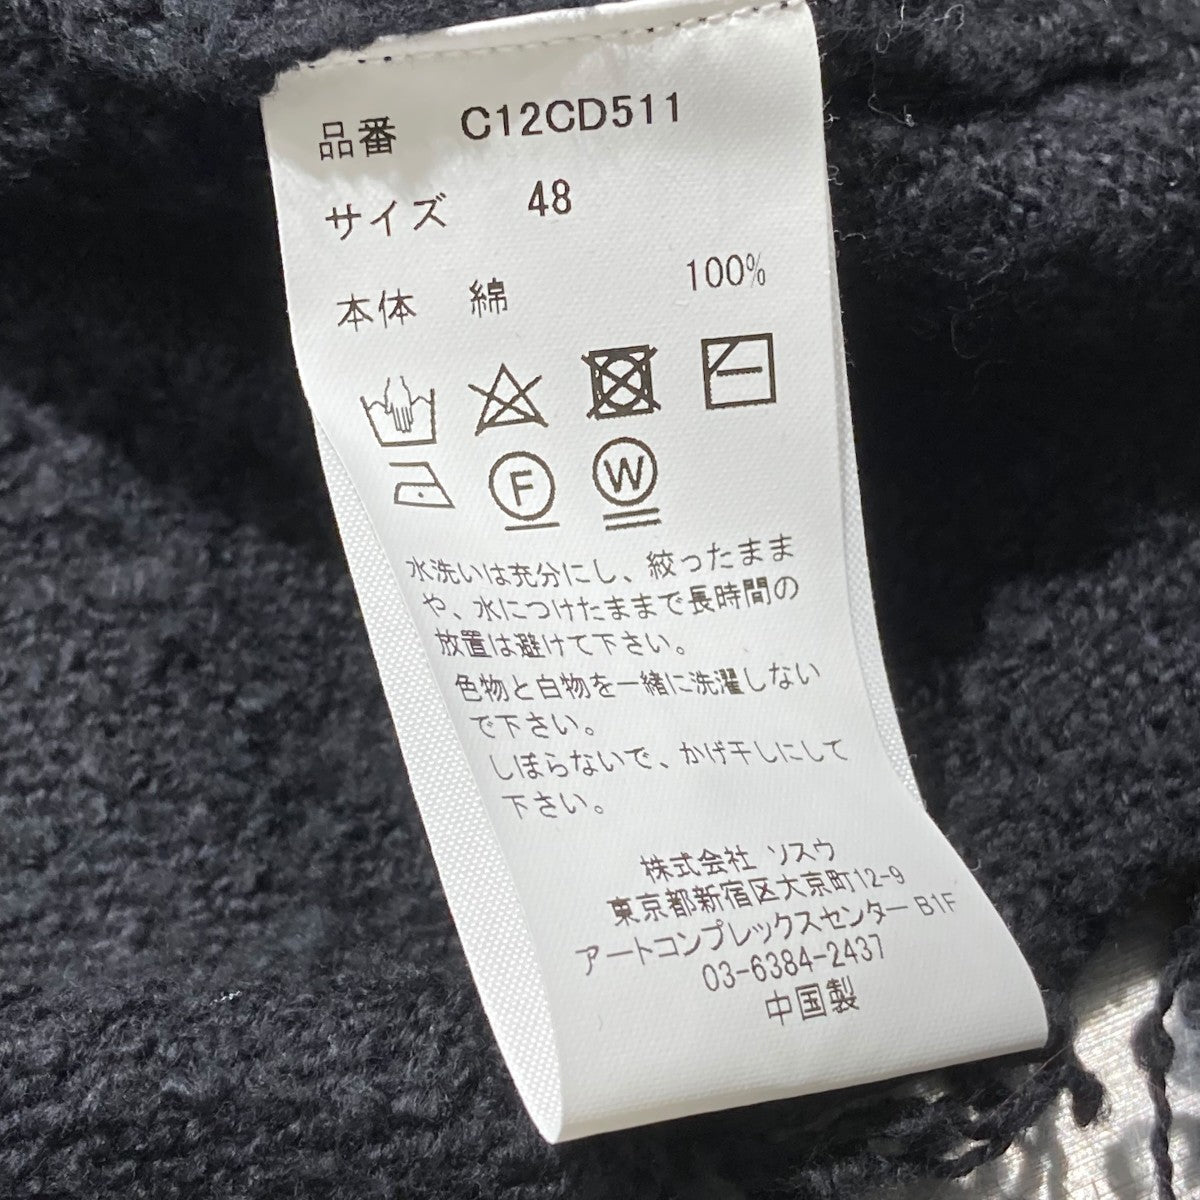 品番 C12CD511
サイズ 48
本体 綿 100%
F W
水洗いは充分にし、絞ったまま
や、水につけたままで長時間の
放置は避けて下さい。
色物と白物を一緒に洗濯しない
で下さい。
しぼらないで、かげ干しにして
下さい。
株式会社 ソスウ
東京都新宿区大京町12-9
アートコンプレックスセンター B1F
03-6384-2437
中国製